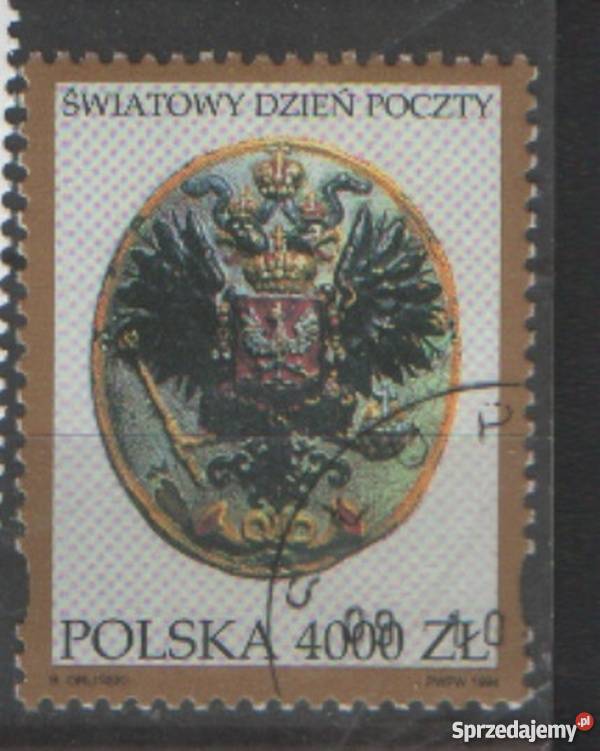 ŚWIATOWY DZIEŃ POCZTY
POLSKA 4000 ZŁ
PWPW 1994
Sprzedajemy.pl